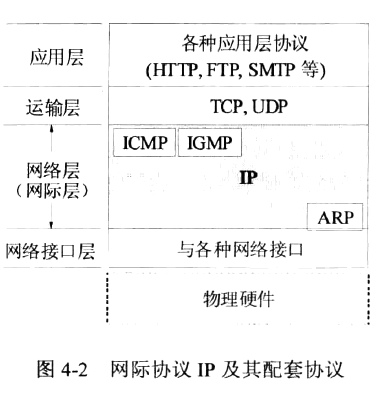 应用层
各种应用层协议
(HTTP, FTP, SMTP 等)
运输层
TCP, UDP
ICMP
IGMP
网络层
（网际层）
IP
ARP
网络接口层
与各种网络接口
物理硬件
图 4-2 网际协议 IP 及其配套协议